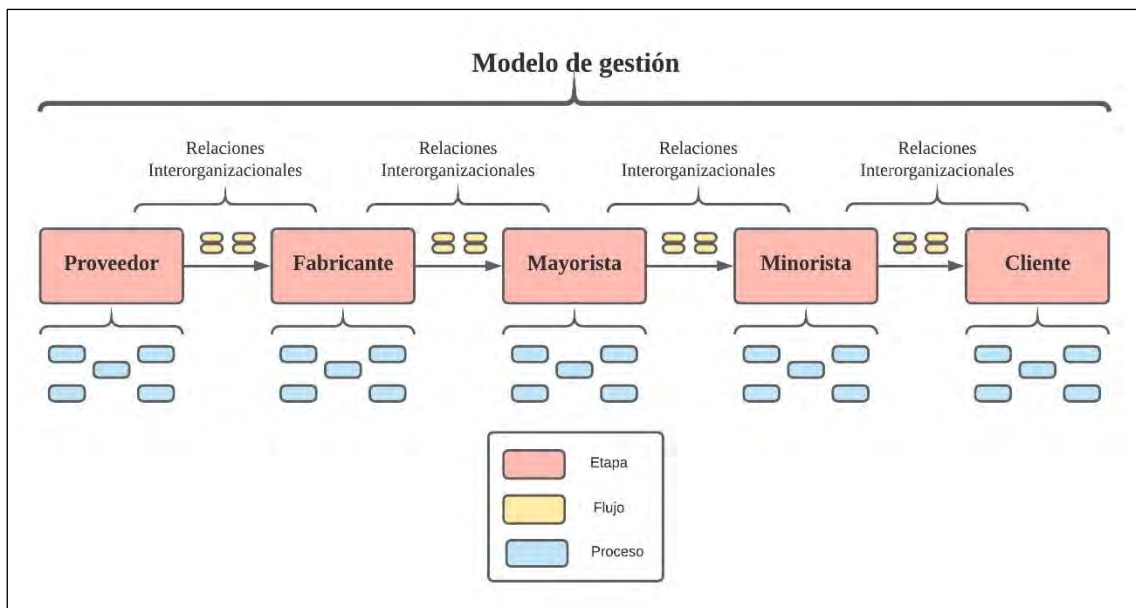 Modelo de gestión
Relaciones
Interorganizacionales
Relaciones
Interorganizacionales
Relaciones
Interorganizacionales
Relaciones
Interorganizacionales
Proveedor
Fabricante
Mayorista
Minorista
Cliente
Etapa
Flujo
Proceso